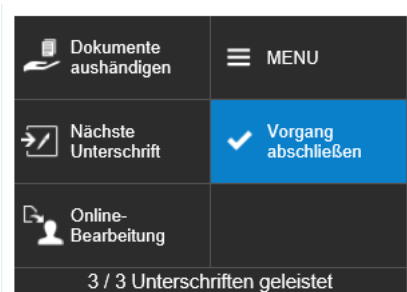 Dokumente
aushändigen
MENU
Nächste
Unterschrift
Vorgang
abschließen
Online-
Bearbeitung
3 / 3 Unterschriften geleistet